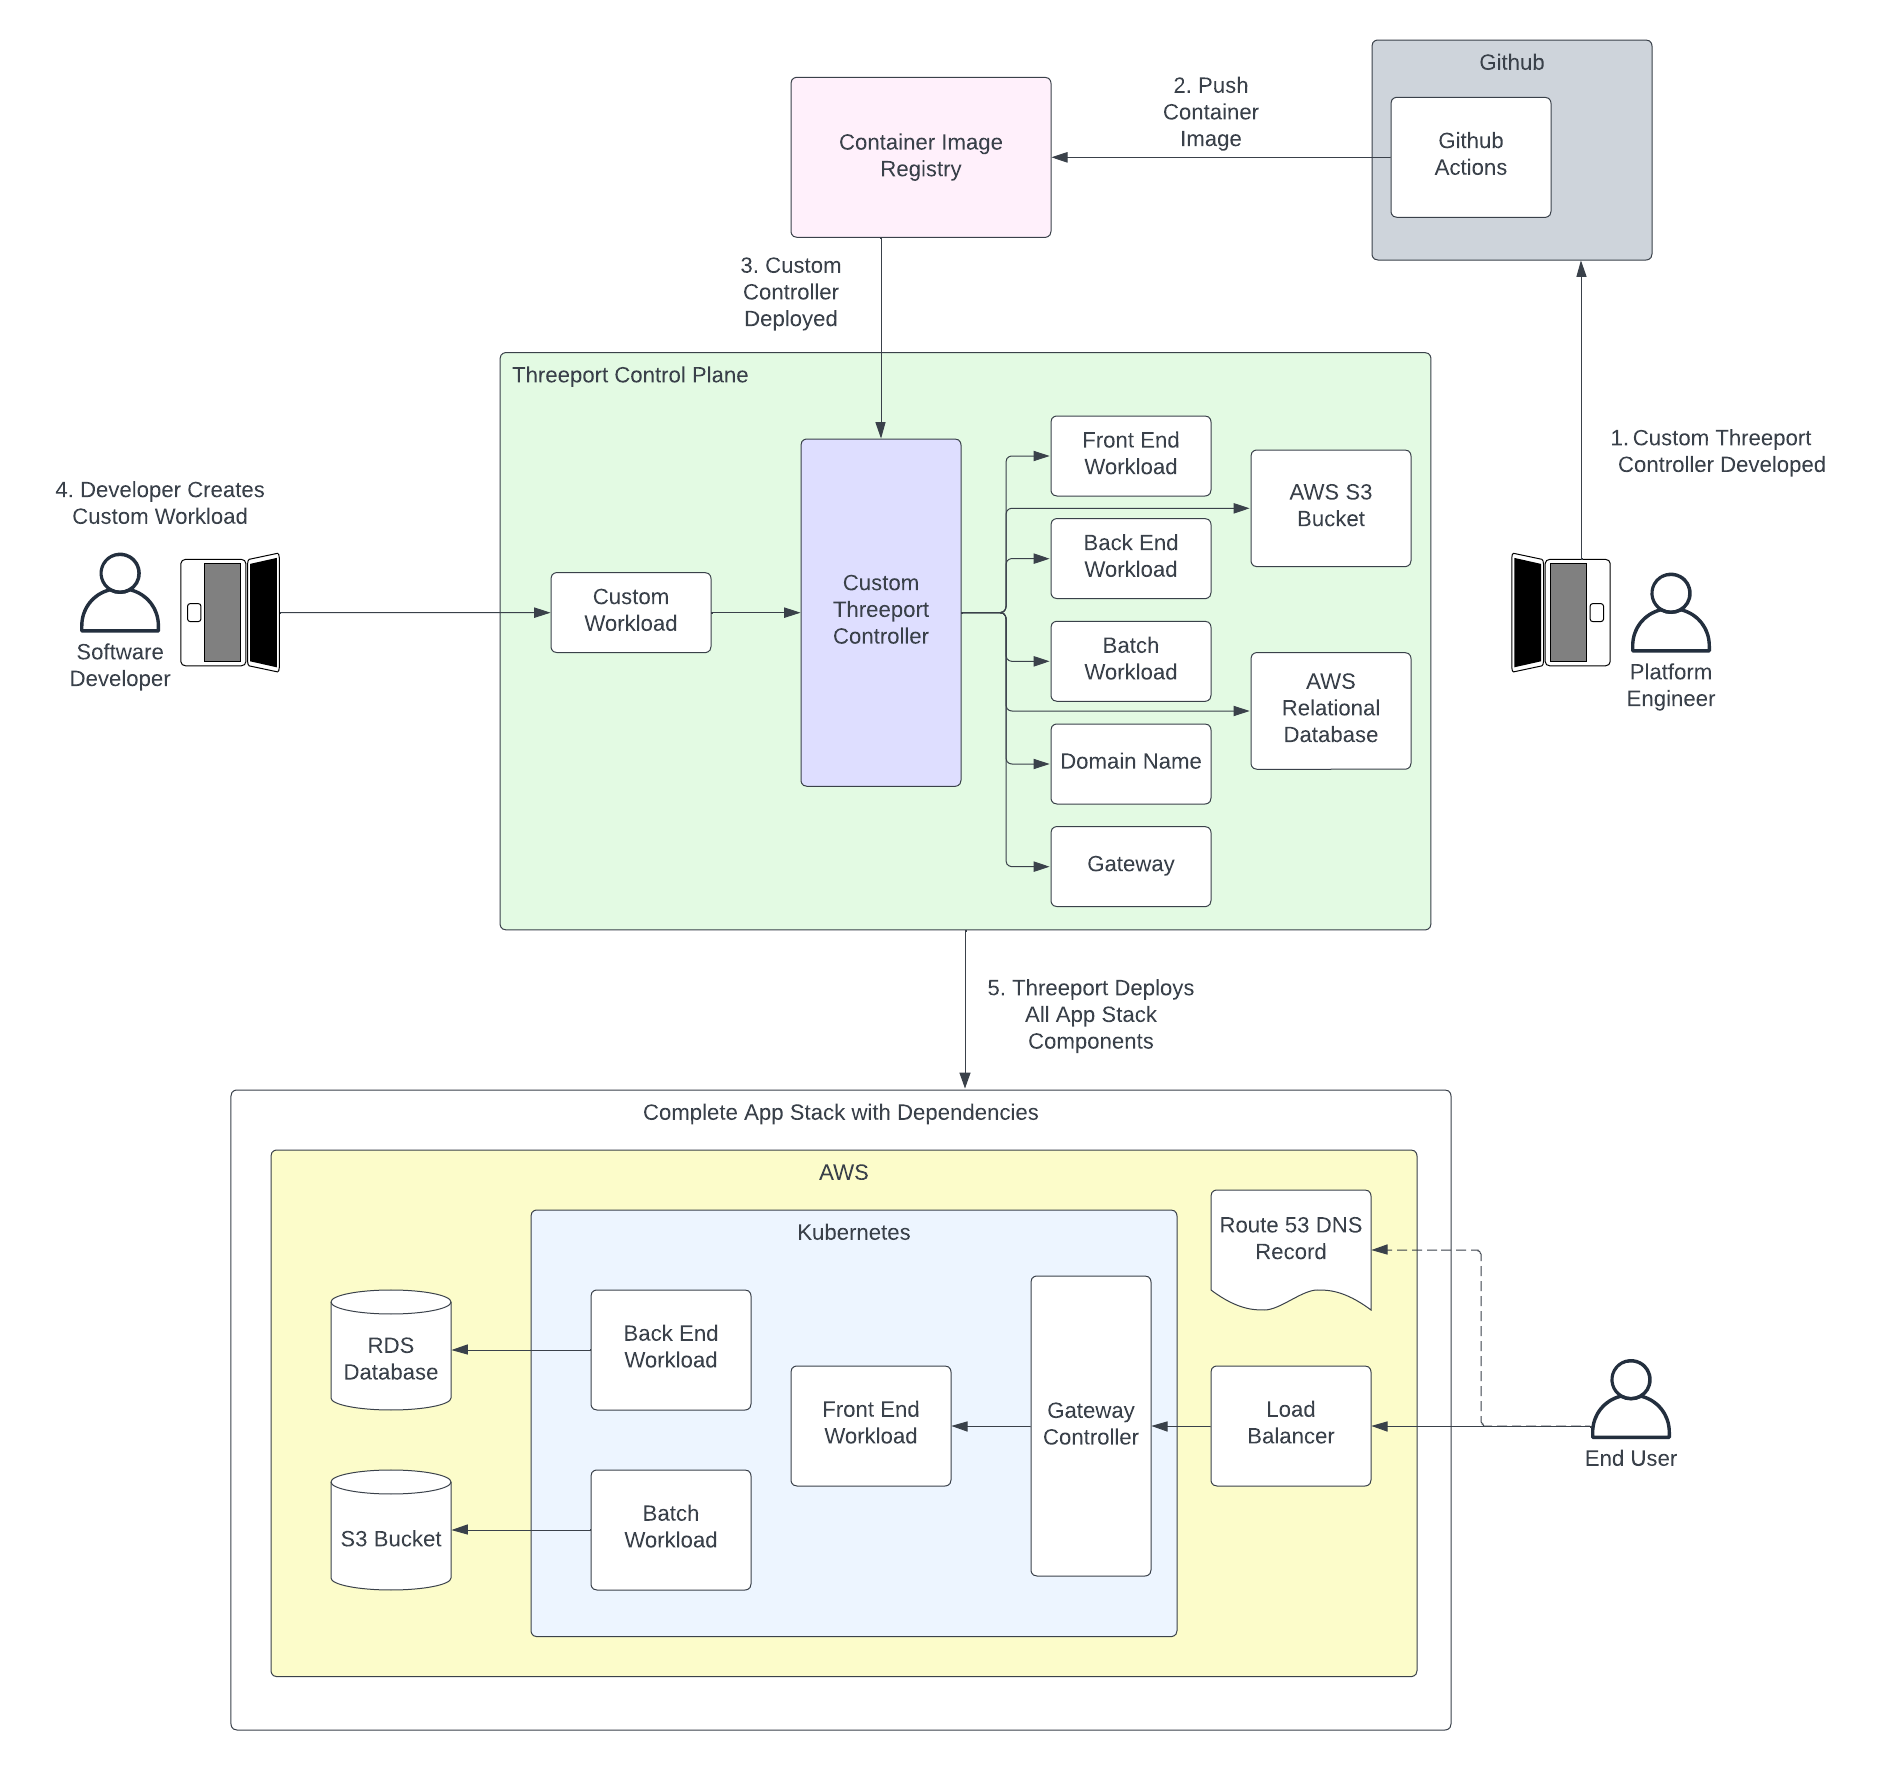 Github
Github
Actions
2. Push
Container
Image
Container Image
Registry
3. Custom
Controller
Deployed
1. Custom Threeport
Controller Developed
Platform
Engineer
4. Developer Creates
Custom Workload
Software
Developer
Threeport Control Plane
Custom
Workload
Custom
Threeport
Controller
Front End
Workload
AWS S3
Bucket
Back End
Workload
Batch
Workload
AWS
Relational
Database
Domain Name
Gateway
5. Threeport Deploys
All App Stack
Components
Complete App Stack with Dependencies
AWS
Kubernetes
Route 53 DNS
Record
RDS
Database
Back End
Workload
Front End
Workload
Gateway
Controller
Load
Balancer
End User
S3 Bucket
Batch
Workload